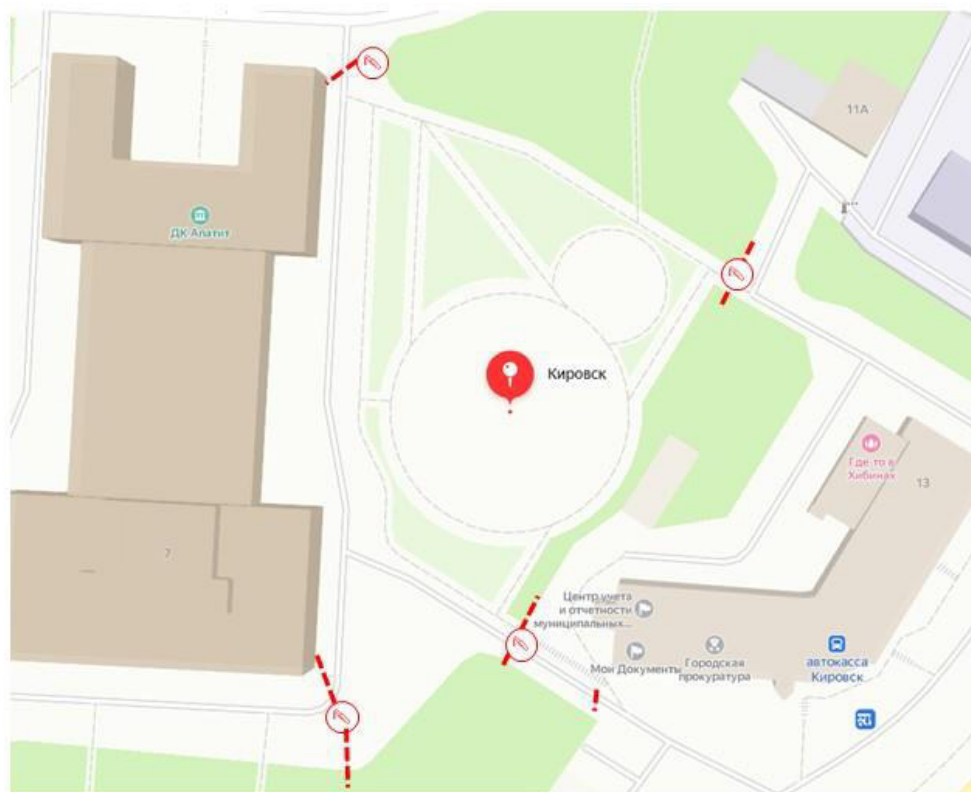 11А
ДК Апатит
Кировск
Где-то в
Хибинах
13
7
Центр учета
и отчетности
муниципальных...
Мои Документы
Городская
прокуратура
автокасса
Кировск